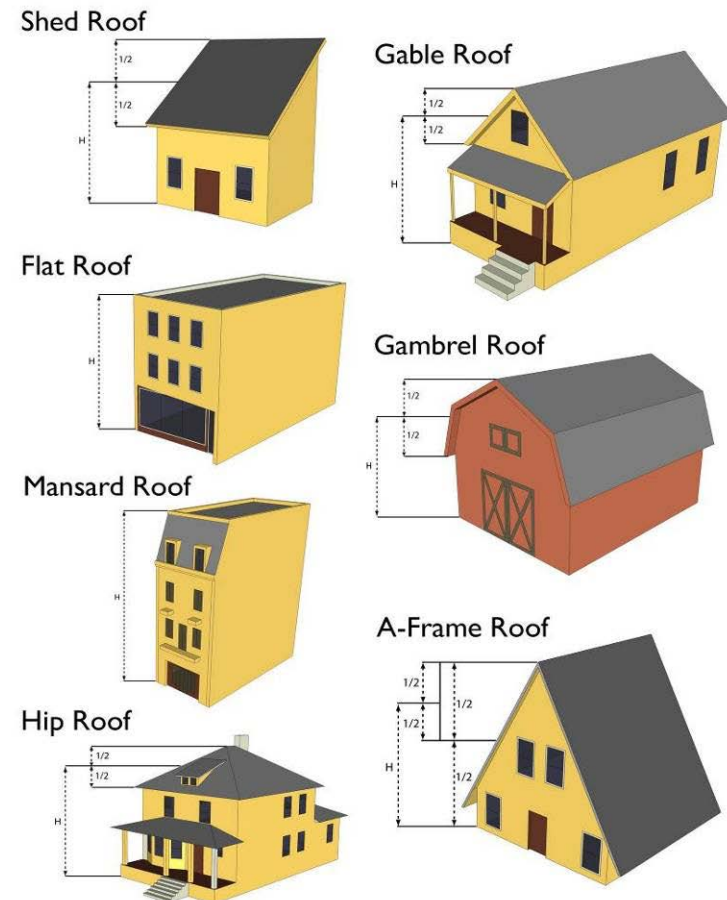 Shed Roof
1/2
1/2
H
Gable Roof
1/2
1/2
H
Flat Roof
H
Gambrel Roof
1/2
1/2
H
Mansard Roof
H
A-Frame Roof
1/2
1/2
1/2
1/2
H
Hip Roof
1/2
1/2
H